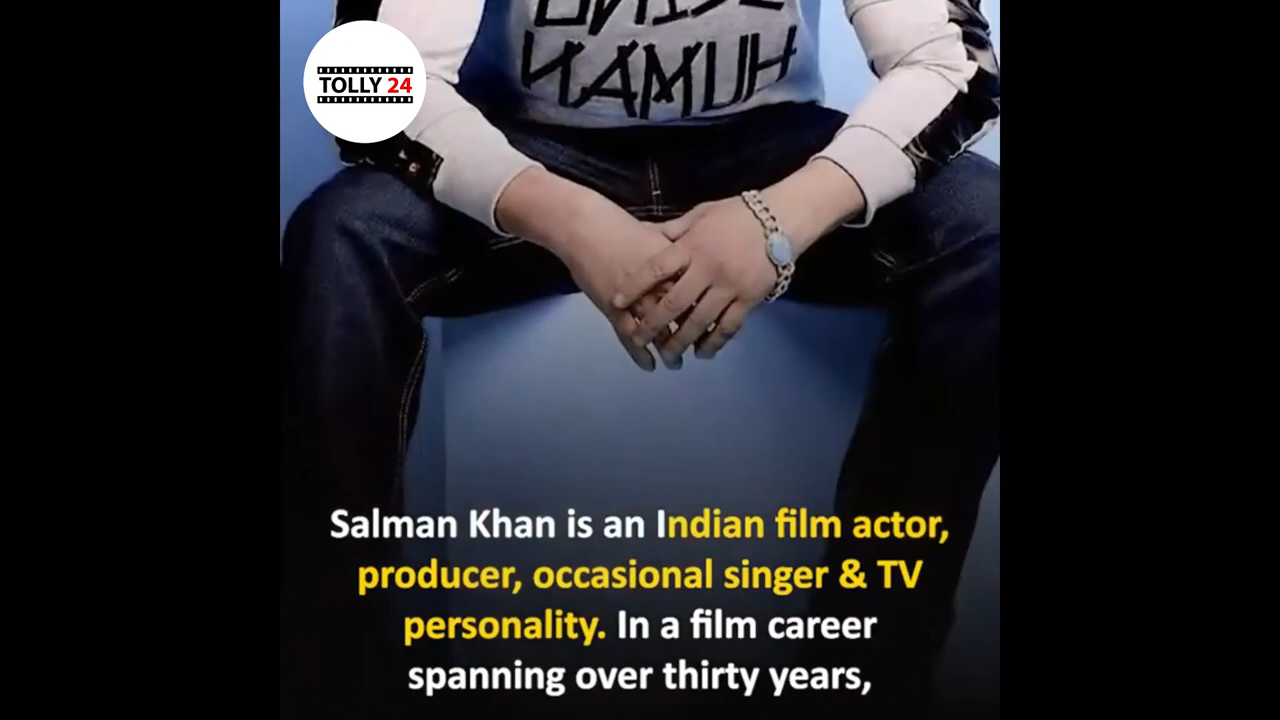 HUMAN
TOLLY 24
Salman Khan is an Indian film actor,
producer, occasional singer & TV
personality. In a film career
spanning over thirty years,